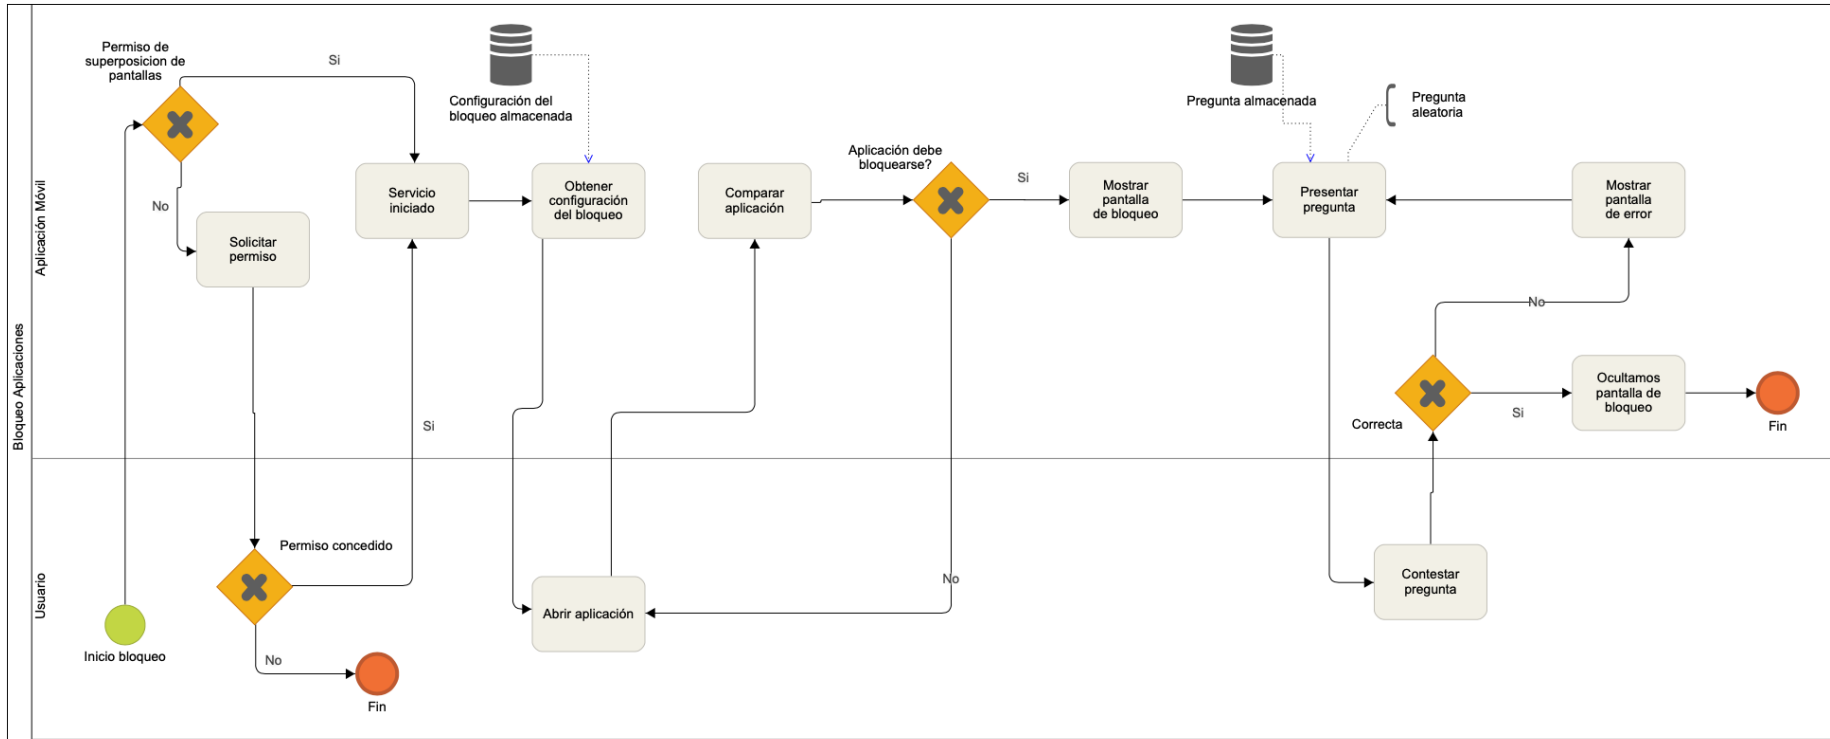 Bloqueo Aplicaciones
Aplicación Móvil
Usuario
Permiso de
superposicion de
pantallas
Si
No
Solicitar
permiso
Servicio
iniciado
Configuración del
bloqueo almacenada
Obtener
configuración
del bloqueo
Comparar
aplicación
Aplicación debe
bloquearse?
Si
Mostrar
pantalla
de bloqueo
Pregunta almacenada
Pregunta
aleatoria
Presentar
pregunta
Mostrar
pantalla
de error
No
Correcta
Si
Ocultamos
pantalla de
bloqueo
Fin
Si
Permiso concedido
No
Fin
Inicio bloqueo
Abrir aplicación
No
Contestar
pregunta